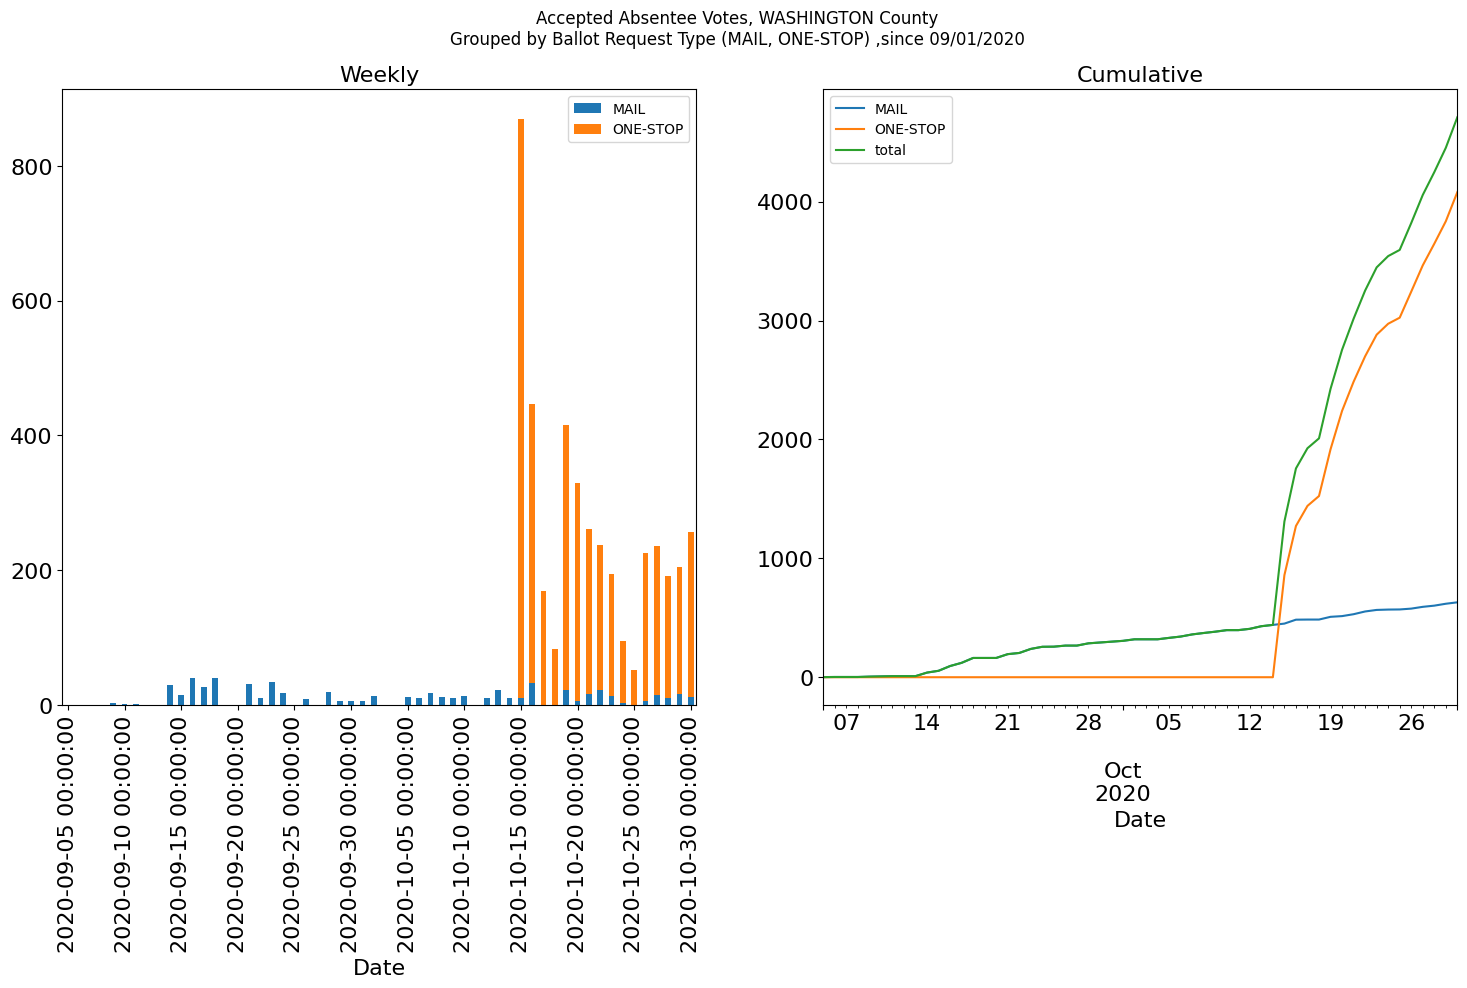 Accepted Absentee Votes, WASHINGTON County
Grouped by Ballot Request Type (MAIL, ONE-STOP) ,since 09/01/2020
Weekly
MAIL
ONE-STOP
800
600
400
200
0
2020-09-05 00:00:00
2020-09-10 00:00:00
2020-09-15 00:00:00
2020-09-20 00:00:00
2020-09-25 00:00:00
2020-09-30 00:00:00
2020-10-05 00:00:00
2020-10-10 00:00:00
2020-10-15 00:00:00
2020-10-20 00:00:00
2020-10-25 00:00:00
2020-10-30 00:00:00
Date
Cumulative
MAIL
ONE-STOP
total
4000
3000
2000
1000
0
07 14 21 28 05 12 19 26
Oct
2020
Date